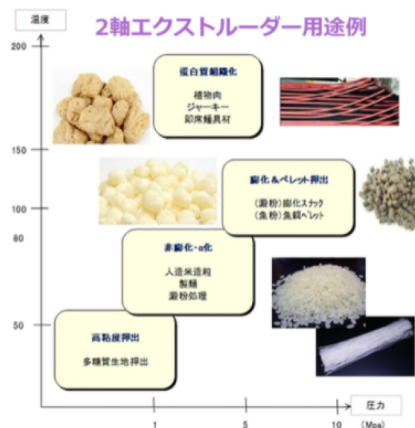 2軸エクストルーダー用途例
温度
200
蛋白質組織化
植物肉
ジャーキー
即席麺具材
150
膨化&ペレット押出
(澱粉)膨化スナック
(魚粉)魚餌ペレット
100
80
非膨化・α化
人造米造粒
製麺
澱粉処理
50
高粘度押出
多糖質生地押出
圧力
1
5
10
(Mpa)